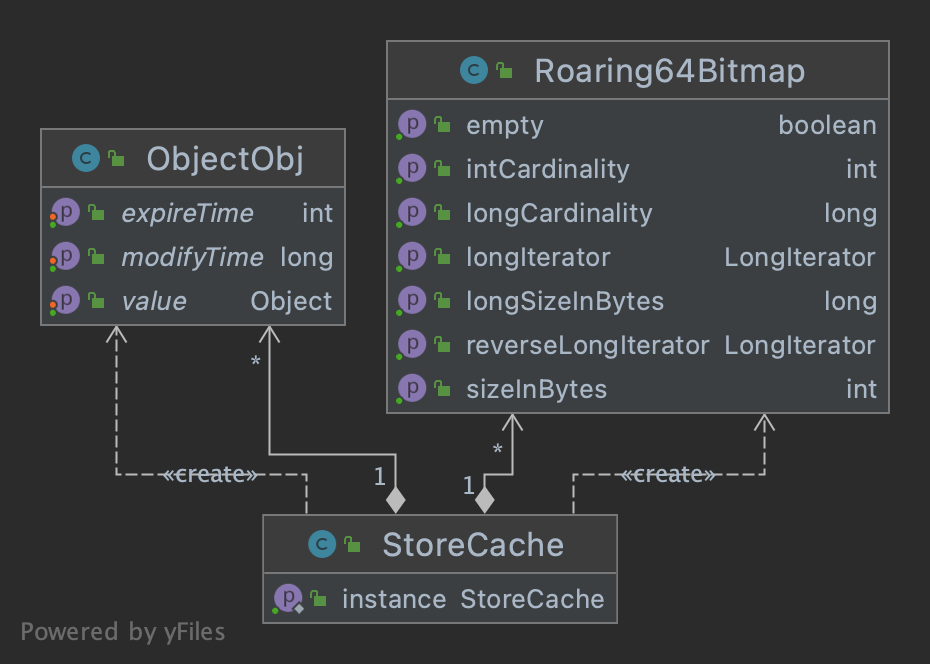 Roaring64Bitmap
empty boolean
intCardinality int
longCardinality long
longIterator LongIterator
longSizeInBytes long
reverseLongIterator LongIterator
sizeInBytes int
ObjectObj
expireTime int
modifyTime long
value Object
*
*
«create»
1
1
«create»
StoreCache
instance StoreCache
Powered by yFiles